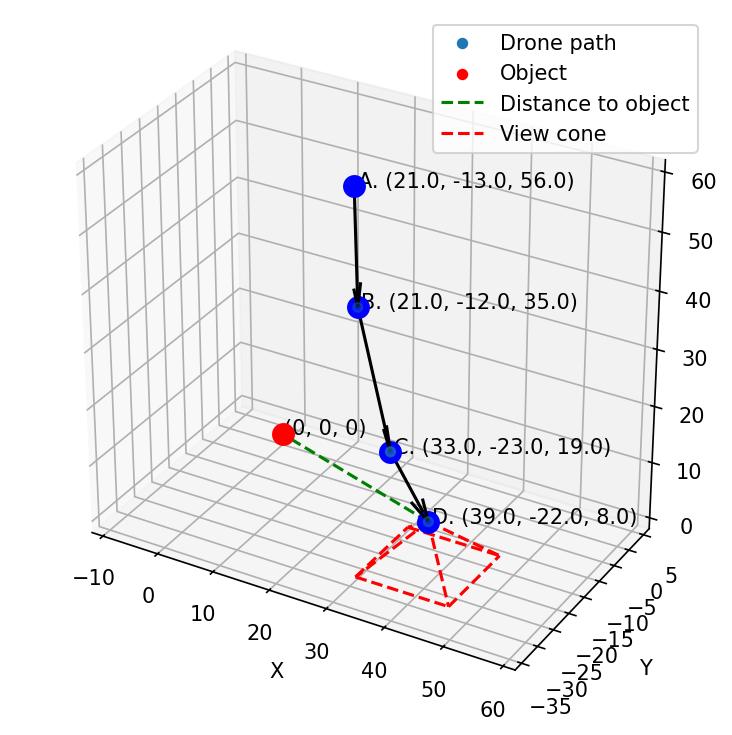 Drone path
Object
Distance to object
View cone
A. (21.0, -13.0, 56.0)
B. (21.0, -12.0, 35.0)
(0, 0, 0)
C. (33.0, -23.0, 19.0)
D. (39.0, -22.0, 8.0)
60
50
40
30
20
10
0
−10
0
10
20
30
40
50
60
X
5
0
−5
−10
−15
−20
−25
−30
−35
Y